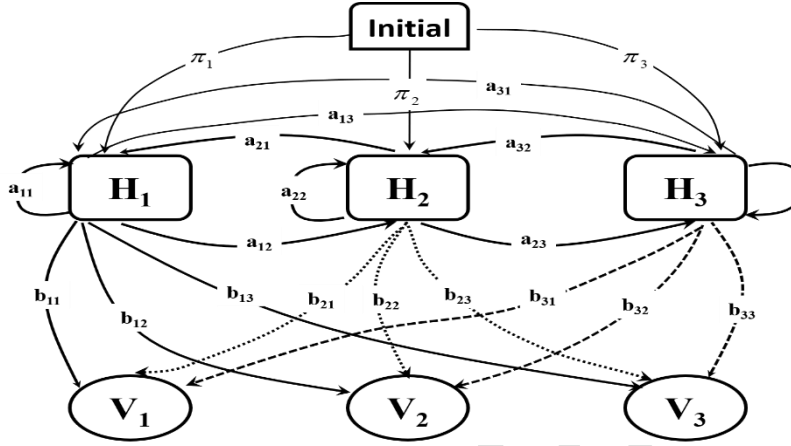 Initial
π₁
π₂
π₃
a₃₁
a₁₃
a₂₁
a₃₂
a₁₁
H₁
a₂₂
H₂
H₃
a₁₂
a₂₃
b₁₁
b₁₂
b₁₃
b₂₁
b₂₂
b₂₃
b₃₁
b₃₂
b₃₃
V₁
V₂
V₃